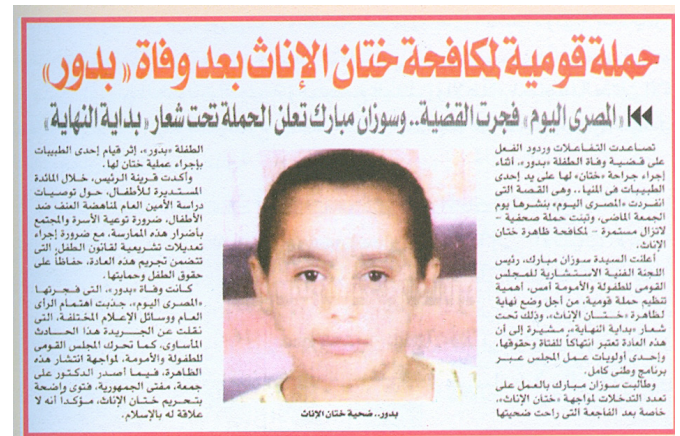 حملة قومية لمكافحة ختان الإناث بعد وفاة «بدور»
«المصرى اليوم» فجرت القضية.. وسوزان مبارك تعلن الحملة تحت شعار «بداية النهاية»
تصاعدت التفاعلات وردود الفعل
على قضية وفاة الطفلة «بدور»، أثناء
إجراء جراحة «ختان» لها على يد إحدى
الطبيبات فى المنيا.. وهى القصة التى
انفردت «المصرى اليوم» بنشرها يوم
الجمعة الماضى، وتبنت حملة صحفية -
لاتزال مستمرة - لمكافحة ظاهرة ختان
الإناث.
أعلنت السيدة سوزان مبارك، رئيس
اللجنة الفنية الاستشارية للمجلس
القومى للطفولة والأمومة أمس، أهمية
تنظيم حملة قومية، من أجل وضع نهاية
لظاهرة «ختان الإناث»، وذلك تحت
شعار «بداية النهاية»، مشيرة إلى أن
هذه العادة تعتبر انتهاكاً للفتاة وحقوقها،
وإحدى أولويات عمل المجلس عبر
برنامج وطنى كامل.
وطالبت سوزان مبارك بالعمل على
تعدد التدخلات لمواجهة «ختان الإناث»،
خاصة بعد الفاجعة التى راحت ضحيتها
بدور.. ضحية ختان الإناث
الطفلة «بدور»، إثر قيام إحدى الطبيبات
بإجراء عملية ختان لها.
وأكدت قرينة الرئيس، خلال المائدة
المستديرة للأطفال، حول توصيات
دراسة الأمين العام لمناهضة العنف ضد
الأطفال، ضرورة توعية الأسرة والمجتمع
بأضرار هذه الممارسة، مع ضرورة إجراء
تعديلات تشريعية لقانون الطفل، التى
تتضمن تجريم هذه العادة، حفاظاً على
حقوق الطفل وحمايتها.
كانت وفاة «بدور»، التى فجرتها
«المصرى اليوم»، جذبت اهتمام الرأى
العام ووسائل الإعلام المختلفة، التى
نقلت عن الجريدة هذا الحادث
المأساوى، كما تحرك المجلس القومى
للطفولة والأمومة، لمواجهة انتشار هذه
الظاهرة، فيما أصدر الدكتور على
جمعة، مفتى الجمهورية، فتوى واضحة
بتحريم ختان الإناث، مؤكداً أنه لا
علاقة له بالإسلام.